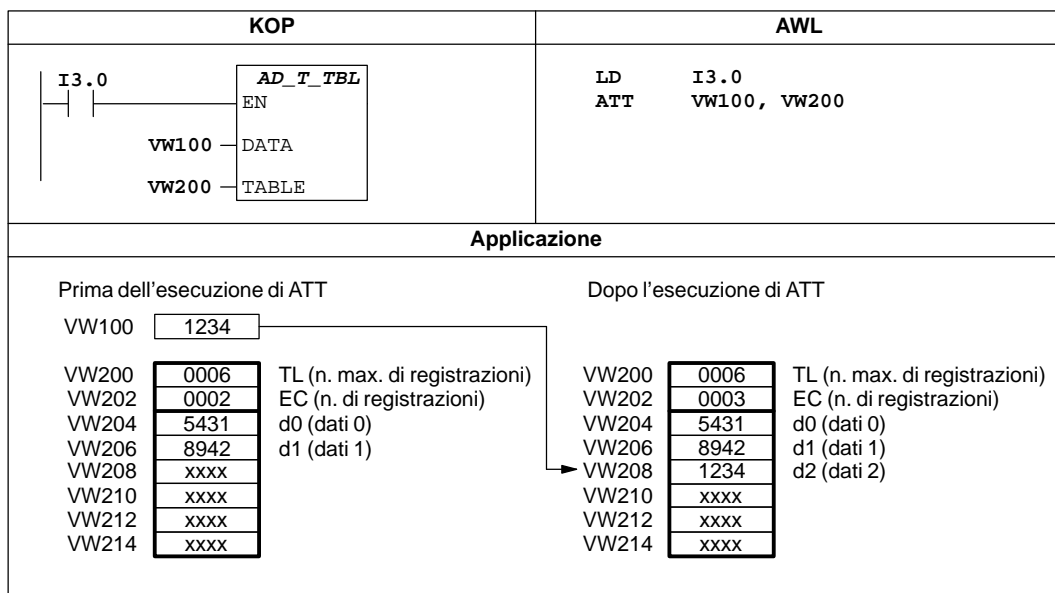 KOP AWL
I3.0 AD_T_TBL
EN
VW100 DATA
VW200 TABLE
LD I3.0
ATT VW100, VW200
Applicazione
Prima dell'esecuzione di ATT
VW100 1234
VW200 0006 TL (n. max. di registrazioni)
VW202 0002 EC (n. di registrazioni)
VW204 5431 d0 (dati 0)
VW206 8942 d1 (dati 1)
VW208 xxxx
VW210 xxxx
VW212 xxxx
VW214 xxxx
Dopo l'esecuzione di ATT
VW200 0006 TL (n. max. di registrazioni)
VW202 0003 EC (n. di registrazioni)
VW204 5431 d0 (dati 0)
VW206 8942 d1 (dati 1)
VW208 1234 d2 (dati 2)
VW210 xxxx
VW212 xxxx
VW214 xxxx